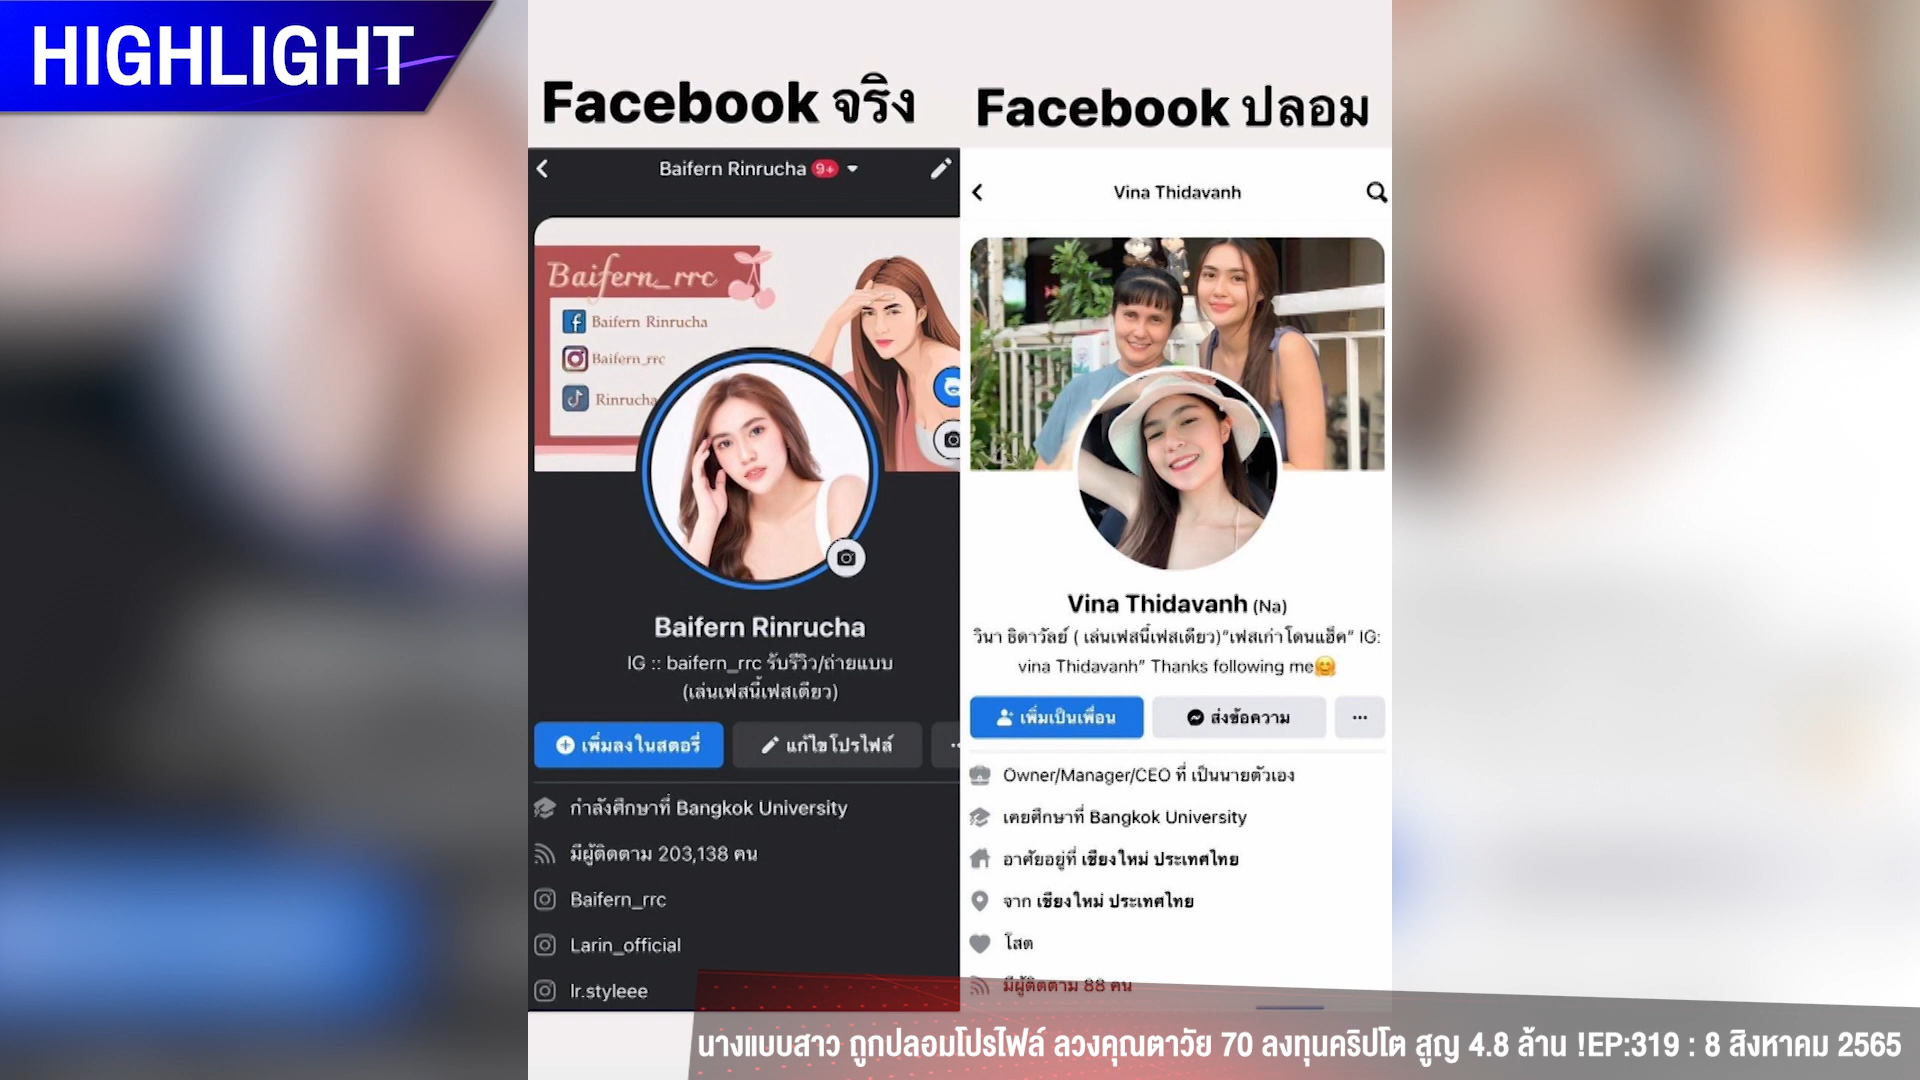 HIGHLIGHT
Facebook จริง
Baifern Rinrucha 9+
Baifern_rrc
Baifern Rinrucha
Baifern_rrc
Rinrucha
Baifern Rinrucha
IG :: baifern_rrc รับรีวิว/ถ่ายแบบ
(เล่นเฟสนี้เฟสเดียว)
เพิ่มลงในสตอรี่
แก้ไขโปรไฟล์
กำลังศึกษาที่ Bangkok University
มีผู้ติดตาม 203,138 คน
Baifern_rrc
Larin_official
lr.styleee
Facebook ปลอม
Vina Thidavanh
Vina Thidavanh (Na)
วินา ธิดาวัลย์ ( เล่นเฟสนี้เฟสเดียว)"เฟสเก่าโดนแฮ็ค" IG:
vina Thidavanh" Thanks following me🤗
เพิ่มเป็นเพื่อน
ส่งข้อความ
Owner/Manager/CEO ที่ เป็นนายตัวเอง
เคยศึกษาที่ Bangkok University
อาศัยอยู่ที่ เชียงใหม่ ประเทศไทย
จาก เชียงใหม่ ประเทศไทย
โสด
มีผู้ติดตาม 88 คน
นางแบบสาว ถูกปลอมโปรไฟล์ ลวงคุณตาวัย 70 ลงทุนคริปโต สูญ 4.8 ล้าน !EP:319 : 8 สิงหาคม 2565